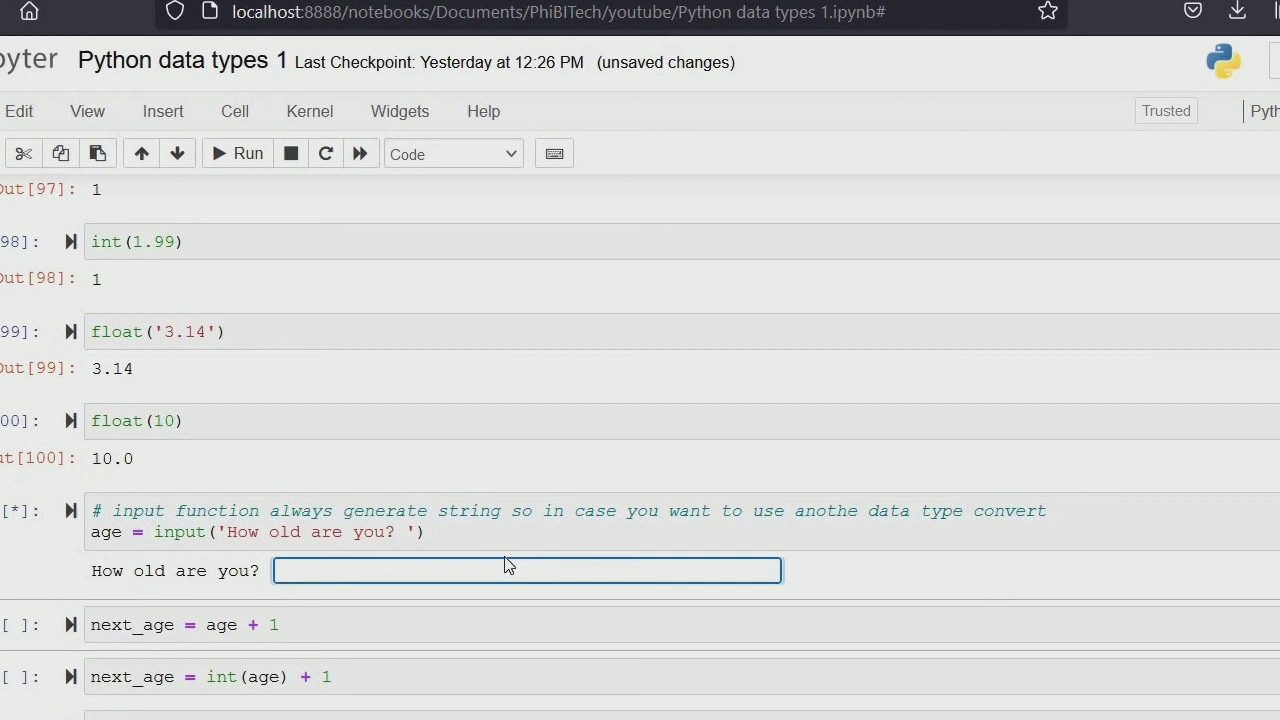 localhost:8888/notebooks/Documents/PhiBITech/youtube/Python data types 1.ipynb#
pyter Python data types 1 Last Checkpoint: Yesterday at 12:26 PM (unsaved changes)
Edit View Insert Cell Kernel Widgets Help Trusted Pyth
Run Code
Out[97]: 1
98]: int(1.99)
Out[98]: 1
99]: float('3.14')
Out[99]: 3.14
00]: float(10)
ut[100]: 10.0
[*]: # input function always generate string so in case you want to use anothe data type convert
age = input('How old are you? ')
How old are you?
[ ]: next_age = age + 1
[ ]: next_age = int(age) + 1